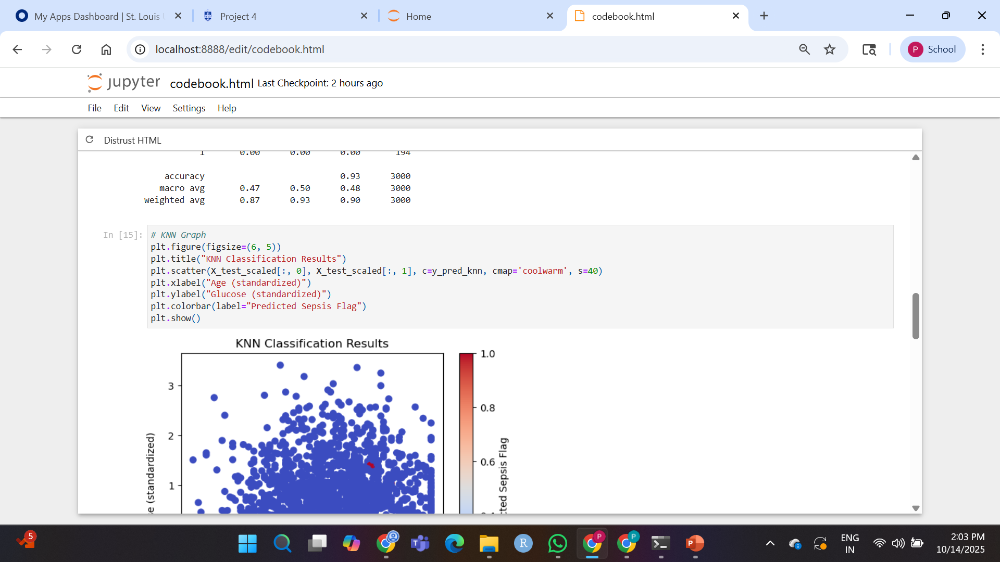 My Apps Dashboard | St. Louis
Project 4
Home
codebook.html
localhost:8888/edit/codebook.html
P School
jupyter codebook.html Last Checkpoint: 2 hours ago
File Edit View Settings Help
Distrust HTML
1 0.00 0.00 0.00 194
accuracy 0.93 3000
macro avg 0.47 0.50 0.48 3000
weighted avg 0.87 0.93 0.90 3000
In [15]:
# KNN Graph
plt.figure(figsize=(6, 5))
plt.title("KNN Classification Results")
plt.scatter(X_test_scaled[:, 0], X_test_scaled[:, 1], c=y_pred_knn, cmap='coolwarm', s=40)
plt.xlabel("Age (standardized)")
plt.ylabel("Glucose (standardized)")
plt.colorbar(label="Predicted Sepsis Flag")
plt.show()
KNN Classification Results
3
2
1
e (standardized)
1.0
0.8
0.6
cted Sepsis Flag
5
T
R
P
P
P
ENG
IN
2:03 PM
10/14/2025